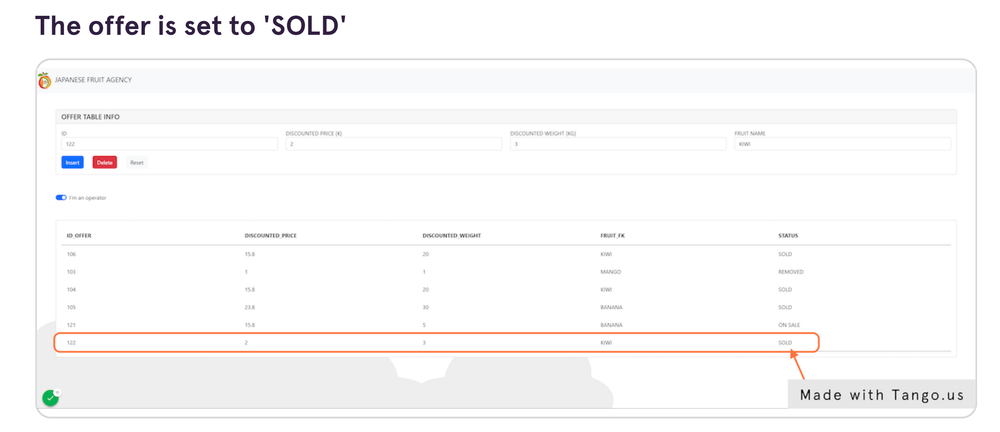 The offer is set to 'SOLD'
JAPANESE FRUIT AGENCY
OFFER TABLE INFO
ID DISCOUNTED PRICE [€] DISCOUNTED WEIGHT [KG] FRUIT NAME
122 2 3 KIWI
Insert Delete Reset
I'm an operator
ID_OFFER DISCOUNTED_PRICE DISCOUNTED_WEIGHT FRUIT_FK STATUS
106 15.8 20 KIWI SOLD
103 1 1 MANGO REMOVED
104 15.8 20 KIWI SOLD
105 23.8 30 BANANA SOLD
121 15.8 5 BANANA ON SALE
122 2 3 KIWI SOLD
Made with Tango.us